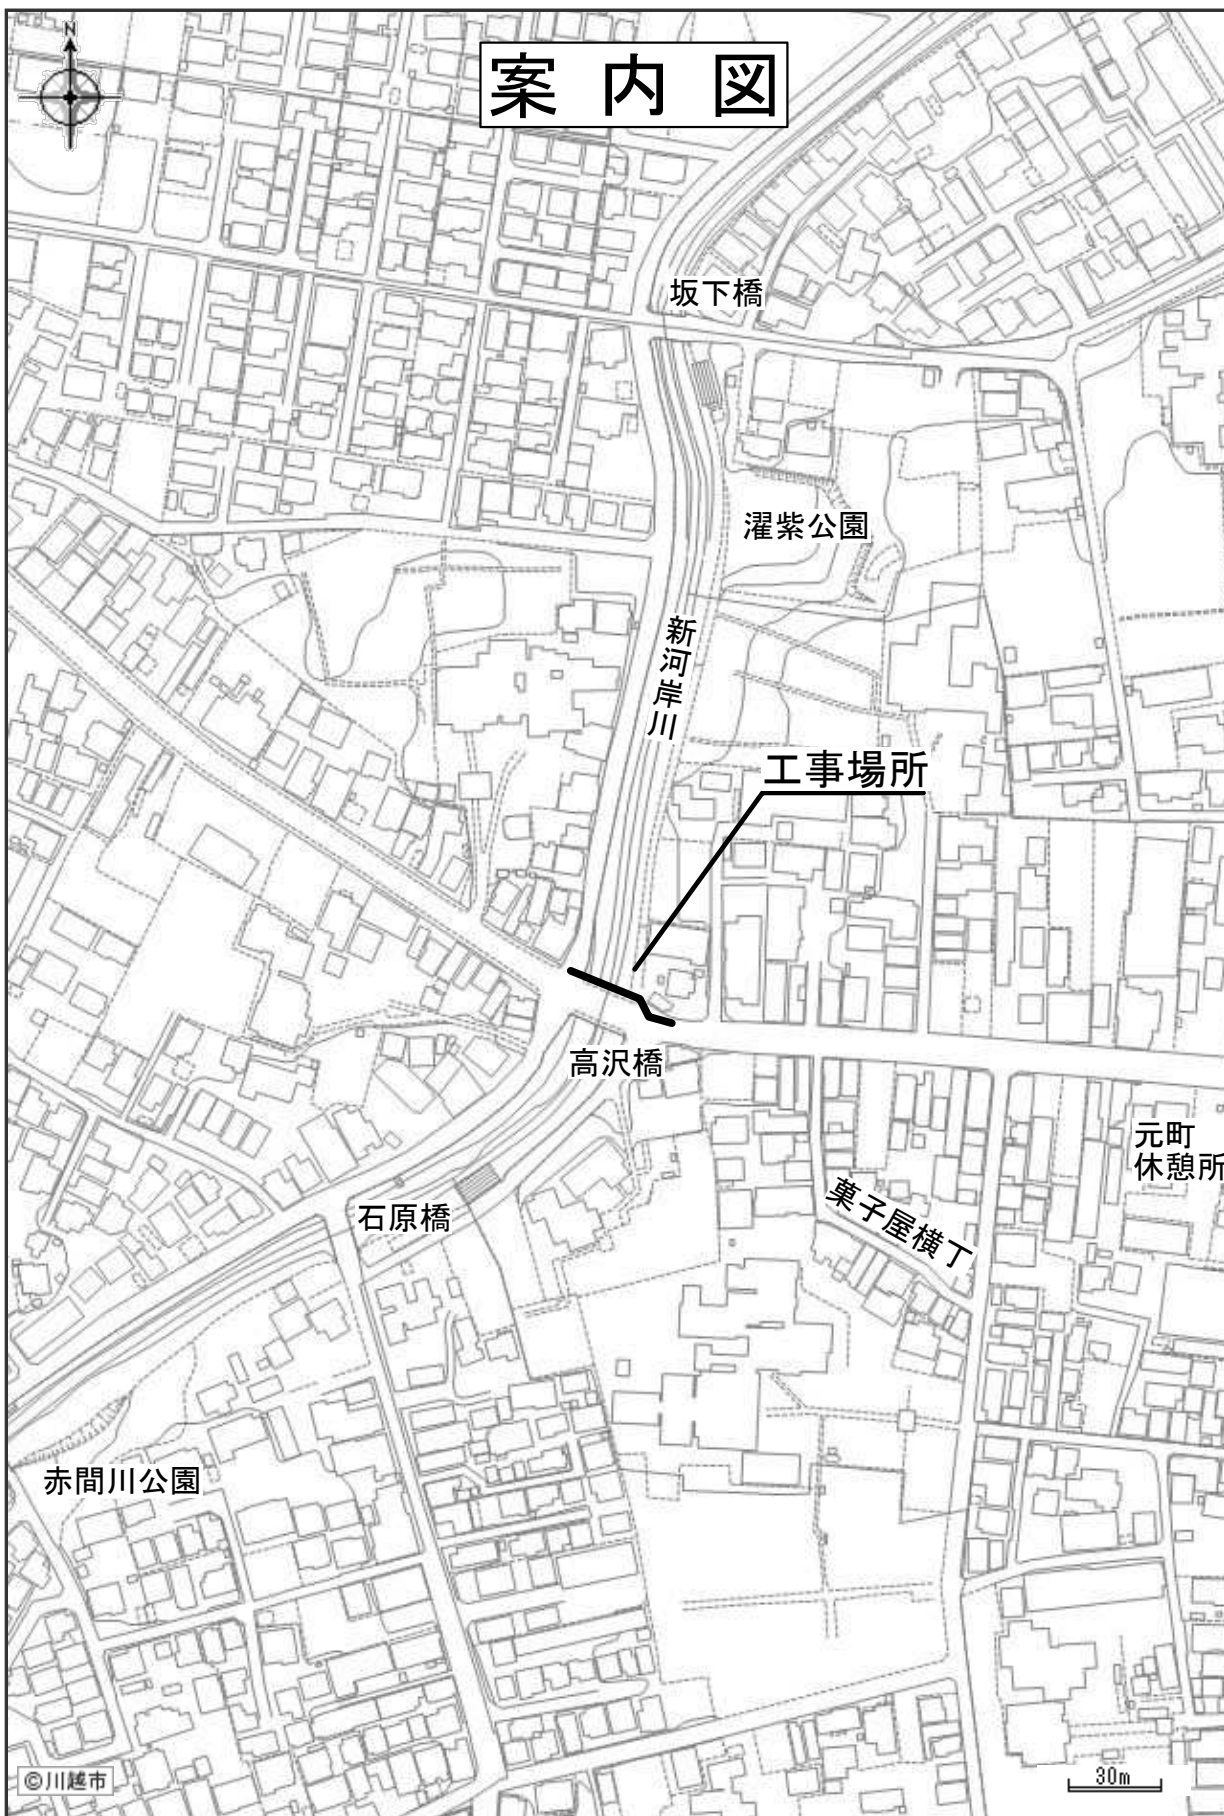 N
案内図
坂下橋
濯紫公園
新河岸川
工事場所
高沢橋
元町
休憩所
菓子屋横丁
石原橋
赤間川公園
©川越市
30m